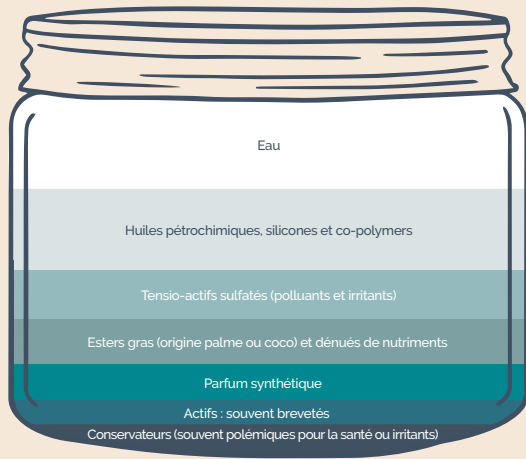 Eau
Huiles pétrochimiques, silicones et co-polymers
Tensio-actifs sulfatés (polluants et irritants)
Esters gras (origine palme ou coco) et dénués de nutriments
Parfum synthétique
Actifs : souvent brevetés
Conservateurs (souvent polémiques pour la santé ou irritants)